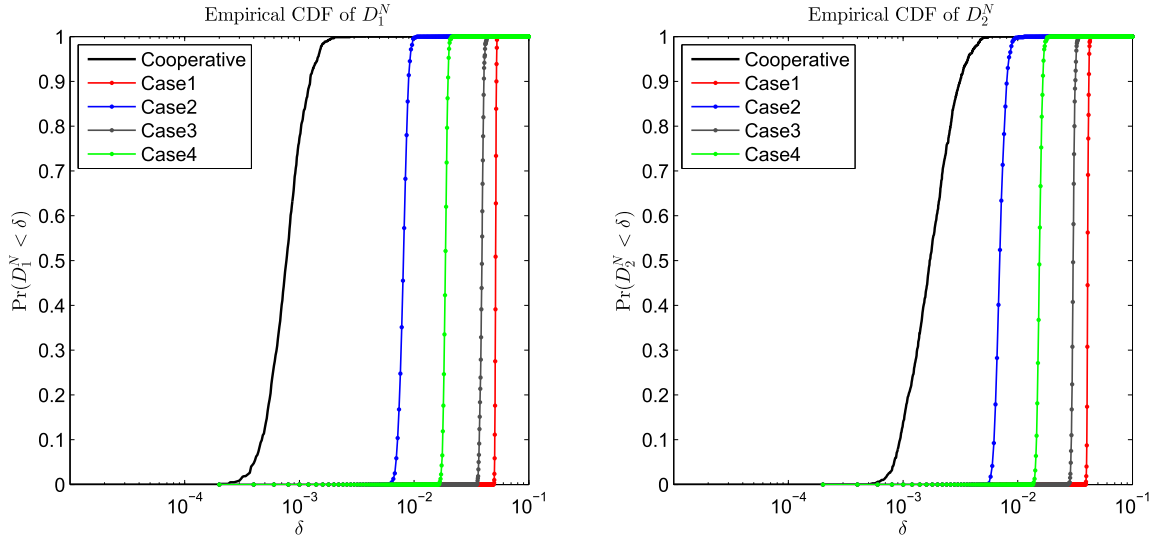 Empirical CDF of $D_1^N$
1
0.9
0.8
0.7
0.6
0.5
0.4
0.3
0.2
0.1
0
Pr($D_1^N$ < δ)
Cooperative
Case1
Case2
Case3
Case4
10⁻⁴
10⁻³
10⁻²
10⁻¹
δ
Empirical CDF of $D_2^N$
1
0.9
0.8
0.7
0.6
0.5
0.4
0.3
0.2
0.1
0
Pr($D_2^N$ < δ)
Cooperative
Case1
Case2
Case3
Case4
10⁻⁴
10⁻³
10⁻²
10⁻¹
δ